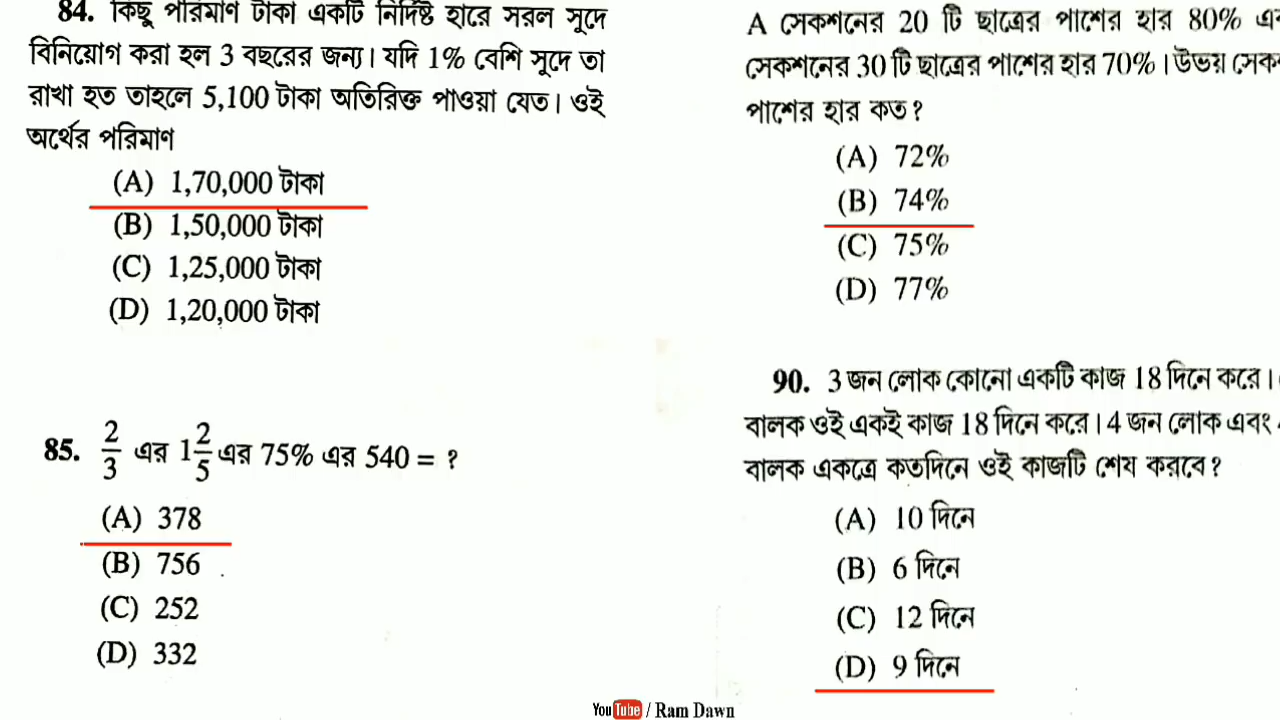 84. কিছু পরিমাণ টাকা একটি নির্দিষ্ট হারে সরল সূদে
বিনিয়োগ করা হল 3 বছরের জন্য। যদি 1% বেশি সূদে তা
রাখা হত তাহলে 5,100 টাকা অতিরিক্ত পাওয়া যেত। ওই
অর্থের পরিমাণ
(A) 1,70,000 টাকা
(B) 1,50,000 টাকা
(C) 1,25,000 টাকা
(D) 1,20,000 টাকা
85. 2/3 এর 1 2/5 এর 75% এর 540 = ?
(A) 378
(B) 756
(C) 252
(D) 332
A সেকশনের 20 টি ছাত্রের পাশের হার 80%
সেকশনের 30 টি ছাত্রের পাশের হার 70%। উভয়
পাশের হার কত?
(A) 72%
(B) 74%
(C) 75%
(D) 77%
90. 3 জন লোক কোনো একটি কাজ 18 দিনে করে।
বালক ওই একই কাজ 18 দিনে করে। 4 জন লোক এবং
বালক একত্রে কতদিনে ওই কাজটি শেষ করবে?
(A) 10 দিনে
(B) 6 দিনে
(C) 12 দিনে
(D) 9 দিনে
YouTube / Ram Dawn